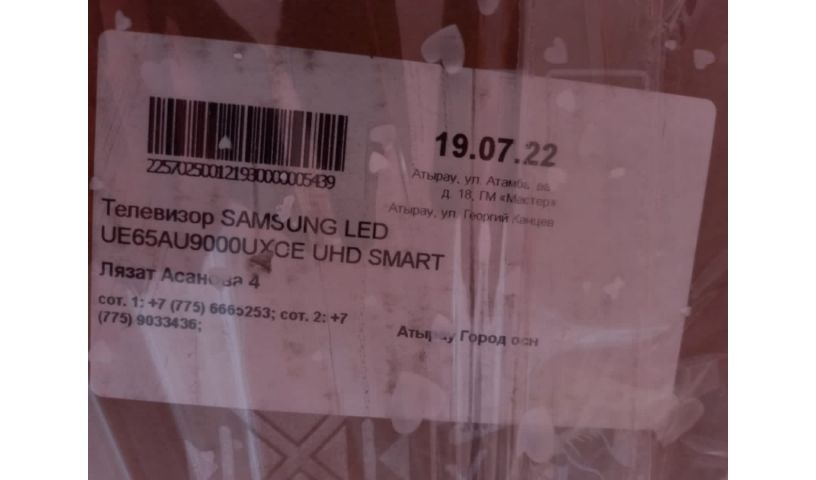 19.07.22
22570250012193000000005439
Атырау, ул. Атамба
д. 18, ГМ «Мастер»
Атырау, ул. Георгий Канцев
Телевизор SAMSUNG LED
UE65AU9000UXCE UHD SMART
Лязат Асанова 4
сот. 1: +7 (775) 6665253; сот. 2: +7
(775) 9033436;
Атырау Город осн